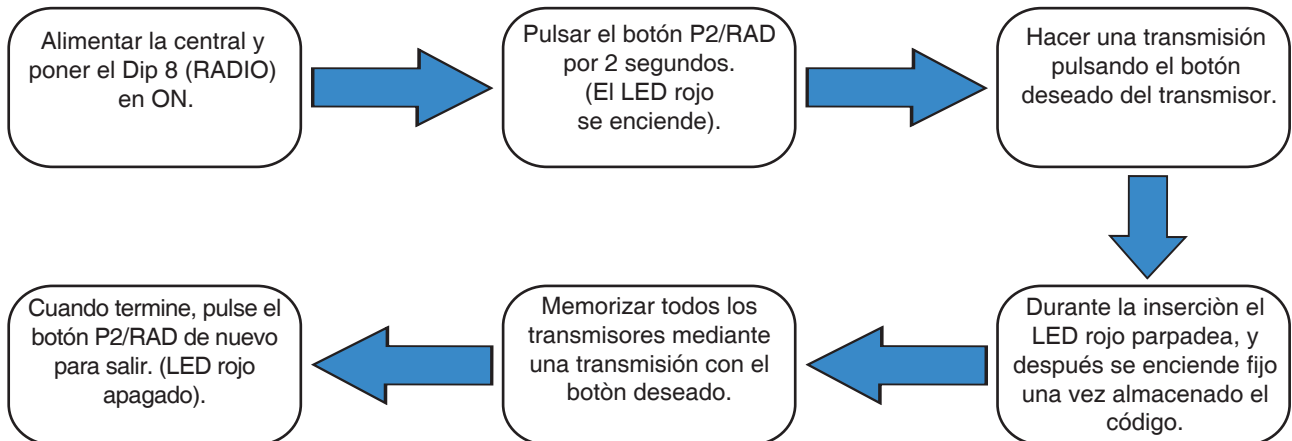 Alimentar la central y
poner el Dip 8 (RADIO)
en ON.
Pulsar el botón P2/RAD
por 2 segundos.
(El LED rojo
se enciende).
Hacer una transmisión
pulsando el botón
deseado del transmisor.
Durante la inserciòn el
LED rojo parpadea, y
después se enciende fijo
una vez almacenado el
código.
Memorizar todos los
transmisores mediante
una transmisión con el
botòn deseado.
Cuando termine, pulse el
botón P2/RAD de nuevo
para salir. (LED rojo
apagado).